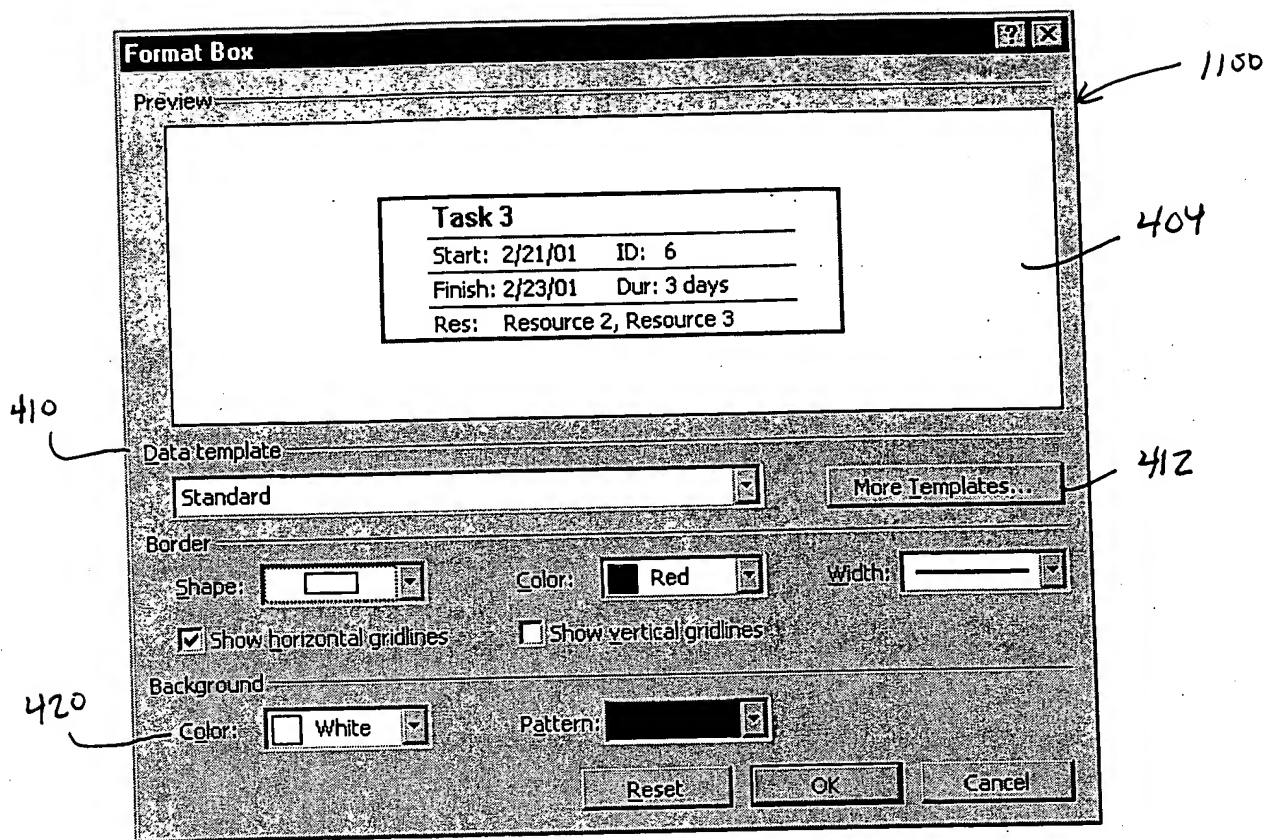 Format Box
1100
Preview
404
Task 3
Start: 2/21/01 ID: 6
Finish: 2/23/01 Dur: 3 days
Res: Resource 2, Resource 3
410
Data template
Standard
More Templates...
412
Border
Shape:
Color: Red
Width:
Show horizontal gridlines
Show vertical gridlines
Background
420
Color: White
Pattern:
Reset
OK
Cancel